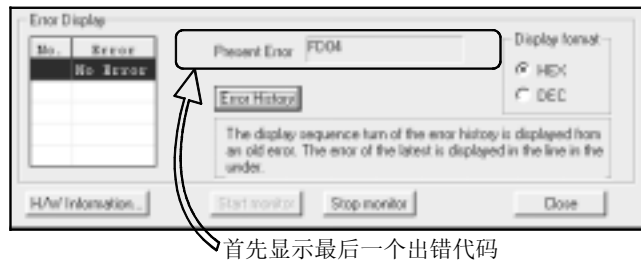 Error Display
No. Error
No Error
Present Error FD04
Display format
HEX
DEC
Error History
The display sequence turn of the error history is displayed from
an old error. The error of the latest is displayed in the line in the
under.
H/W Information...
Start monitor
Stop monitor
Close
首先显示最后一个出错代码